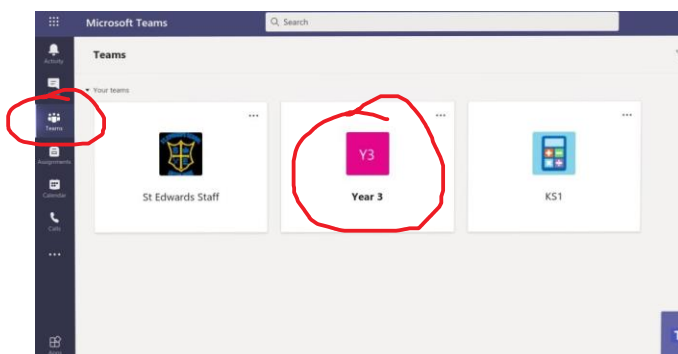 Microsoft Teams
Search
Activity
Teams
Your teams
Teams
Assignments
Calendar
Calls
Y3
St Edwards Staff
Year 3
KS1
Apps